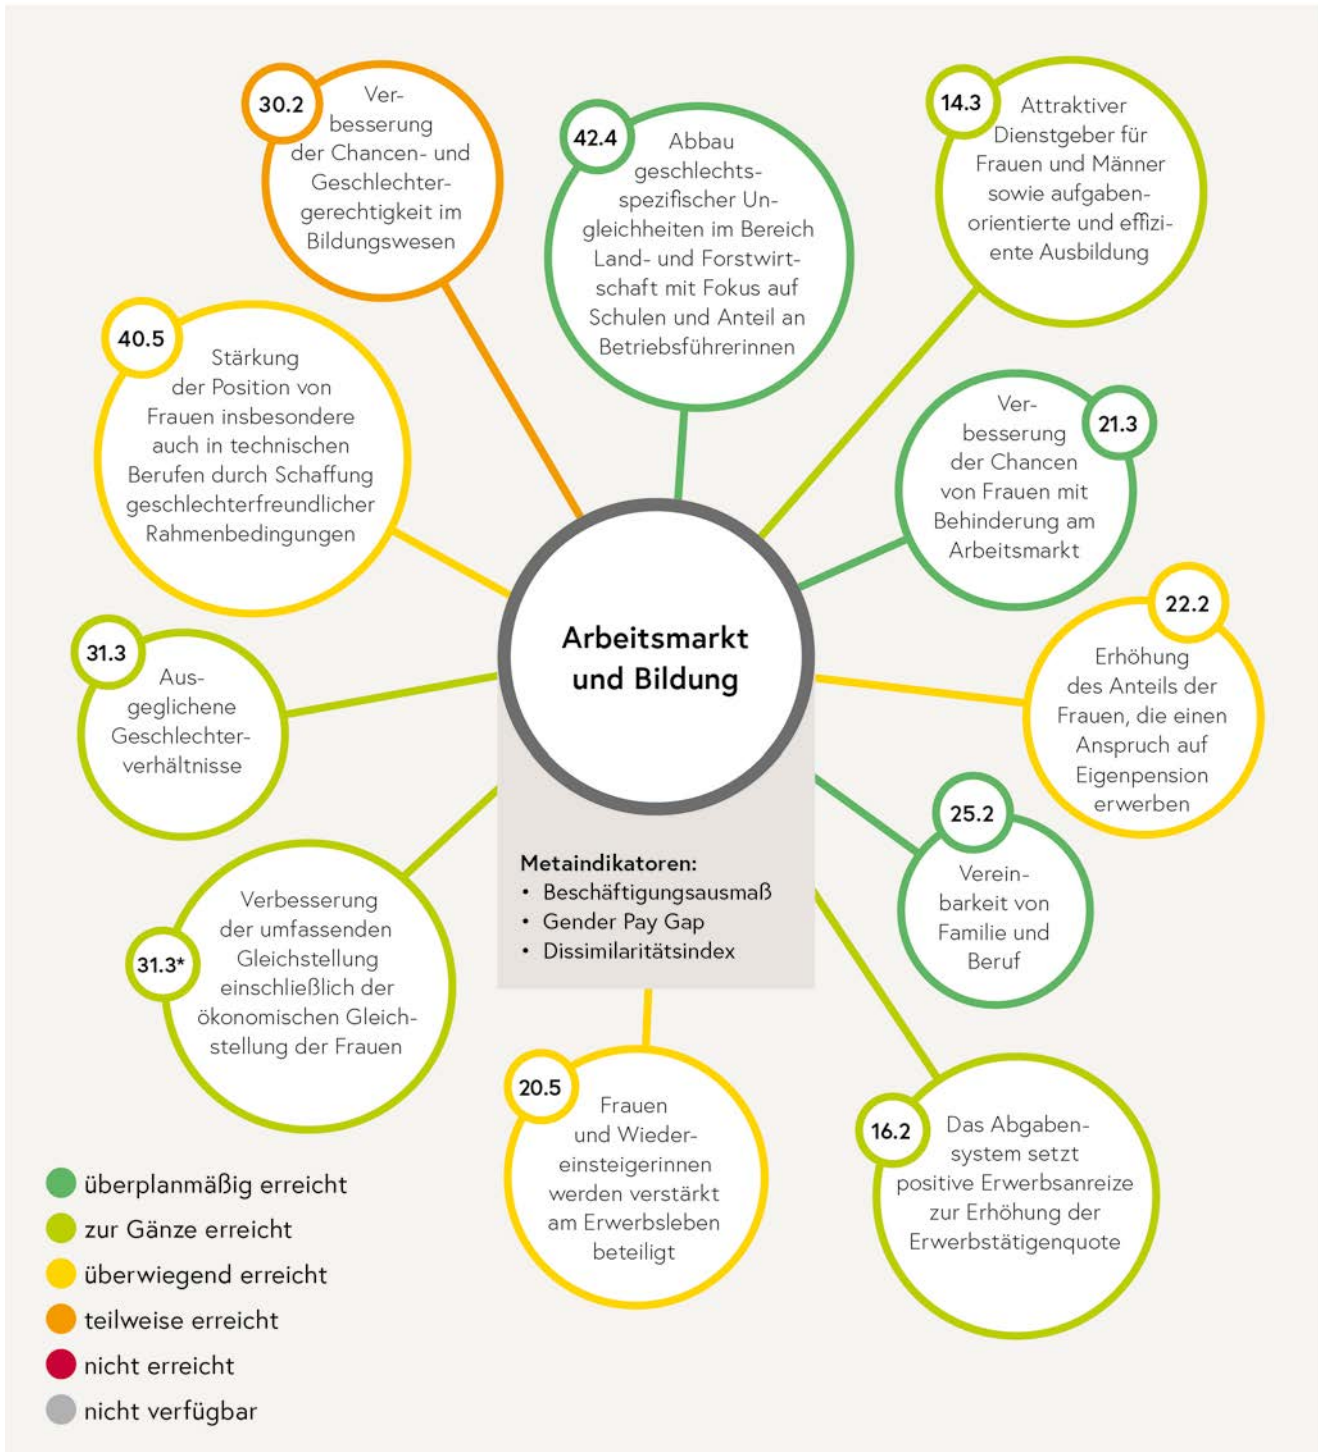 30.2
Ver-
besserung
der Chancen- und
Geschlechter-
gerechtigkeit im
Bildungswesen
42.4
Abbau
geschlechts-
spezifischer Un-
gleichheiten im Bereich
Land- und Forstwirt-
schaft mit Fokus auf
Schulen und Anteil an
Betriebsführerinnen
14.3
Attraktiver
Dienstgeber für
Frauen und Männer
sowie aufgaben-
orientierte und effizi-
ente Ausbildung
40.5
Stärkung
der Position von
Frauen insbesondere
auch in technischen
Berufen durch Schaffung
geschlechterfreundlicher
Rahmenbedingungen
21.3
Ver-
besserung
der Chancen
von Frauen mit
Behinderung am
Arbeitsmarkt
Arbeitsmarkt
und Bildung
22.2
Erhöhung
des Anteils der
Frauen, die einen
Anspruch auf
Eigenpension
erwerben
31.3
Aus-
geglichene
Geschlechter-
verhältnisse
25.2
Verein-
barkeit von
Familie und
Beruf
Metaindikatoren:
• Beschäftigungsausmaß
• Gender Pay Gap
• Dissimilaritätsindex
31.3*
Verbesserung
der umfassenden
Gleichstellung
einschließlich der
ökonomischen Gleich-
stellung der Frauen
20.5
Frauen
und Wieder-
einsteigerinnen
werden verstärkt
am Erwerbsleben
beteiligt
16.2
Das Abgaben-
system setzt
positive Erwerbsanreize
zur Erhöhung der
Erwerbstätigenquote
überplanmäßig erreicht
zur Gänze erreicht
überwiegend erreicht
teilweise erreicht
nicht erreicht
nicht verfügbar